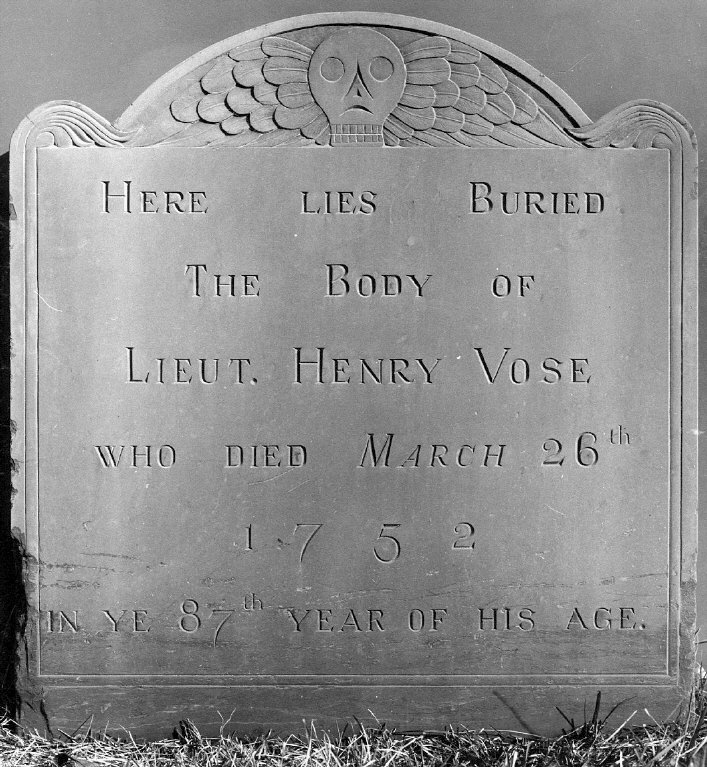 HERE LIES BURIED
THE BODY OF
LIEUT. HENRY VOSE
WHO DIED MARCH 26th
1752
IN YE 87th YEAR OF HIS AGE.